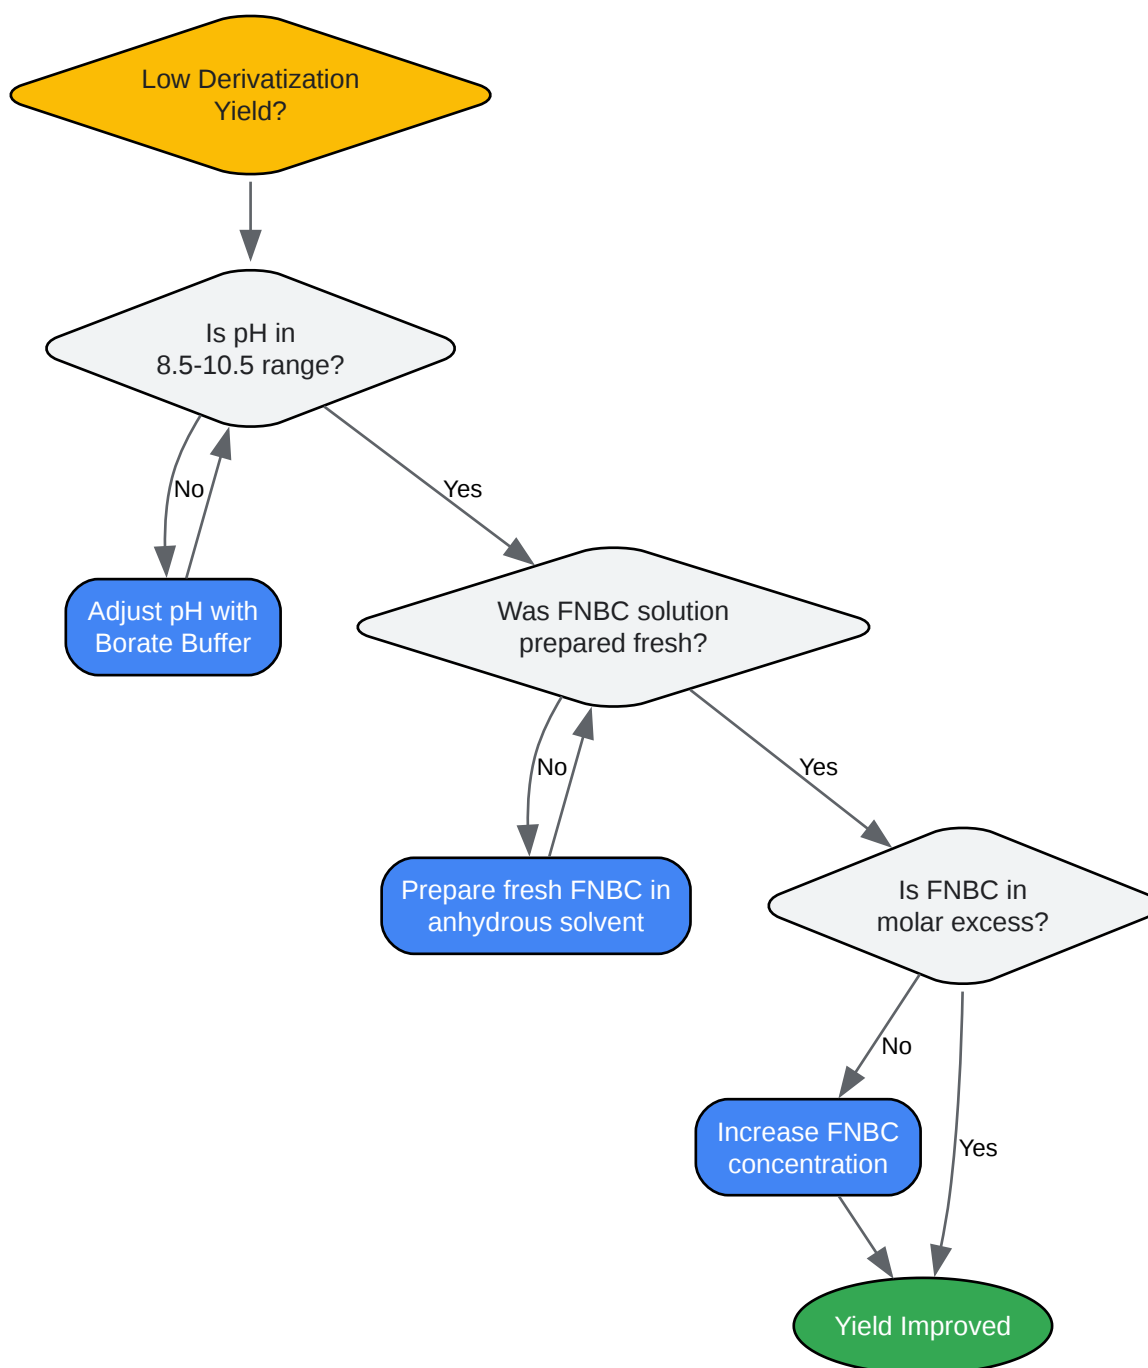 Low Derivatization
Yield?
Is pH in
8.5-10.5 range?
No
Yes
Adjust pH with
Borate Buffer
Was FNBC solution
prepared fresh?
No
Yes
Prepare fresh FNBC in
anhydrous solvent
Is FNBC in
molar excess?
No
Increase FNBC
concentration
Yes
Yield Improved